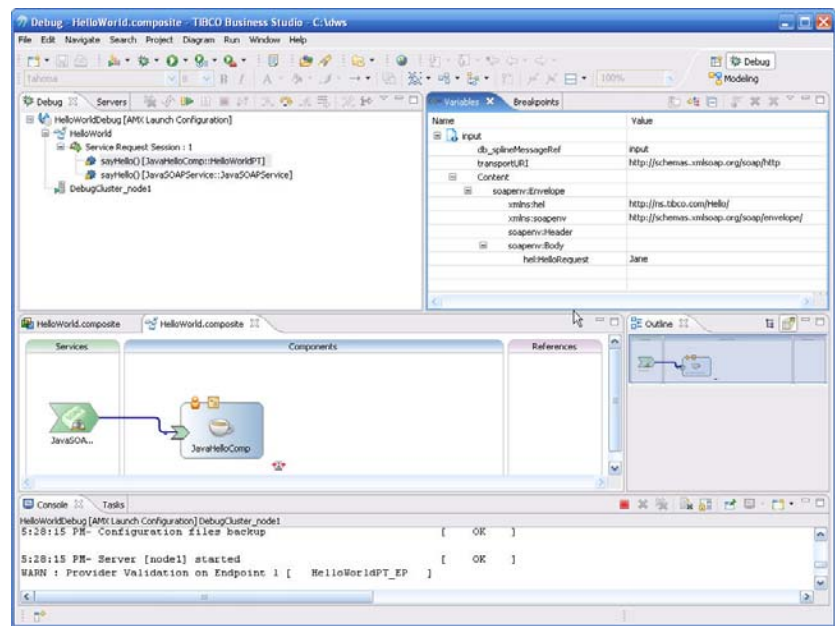 Debug - HelloWorld.composite - TIBCO Business Studio - C:\dws
File Edit Navigate Search Project Diagram Run Window Help
Debug
Tahoma
100%
Modeling
Debug Servers
HelloWorldDebug [AMX Launch Configuration]
HelloWorld
Service Request Session : 1
sayHello() [JavaHelloComp::HelloWorldPT]
sayHello() [JavaSOAPService::JavaSOAPService]
DebugCluster_node1
Variables Breakpoints
Name Value
input
db_splineMessageRef input
transportURI http://schemas.xmlsoap.org/soap/http
Content
soapenv:Envelope
xmlns:hel http://ns.tibco.com/Hello/
xmlns:soapenv http://schemas.xmlsoap.org/soap/envelope/
soapenv:Header
soapenv:Body
hel:HelloRequest Jane
HelloWorld.composite HelloWorld.composite
Outline
Services Components References
JavaSOA...
JavaHelloComp
Console Tasks
HelloWorldDebug [AMX Launch Configuration] DebugCluster_node1
5:28:15 PM- Configuration files backup [ OK ]
5:28:15 PM- Server [node1] started [ OK ]
WARN : Provider Validation on Endpoint 1 [ HelloWorldPT_EP ]